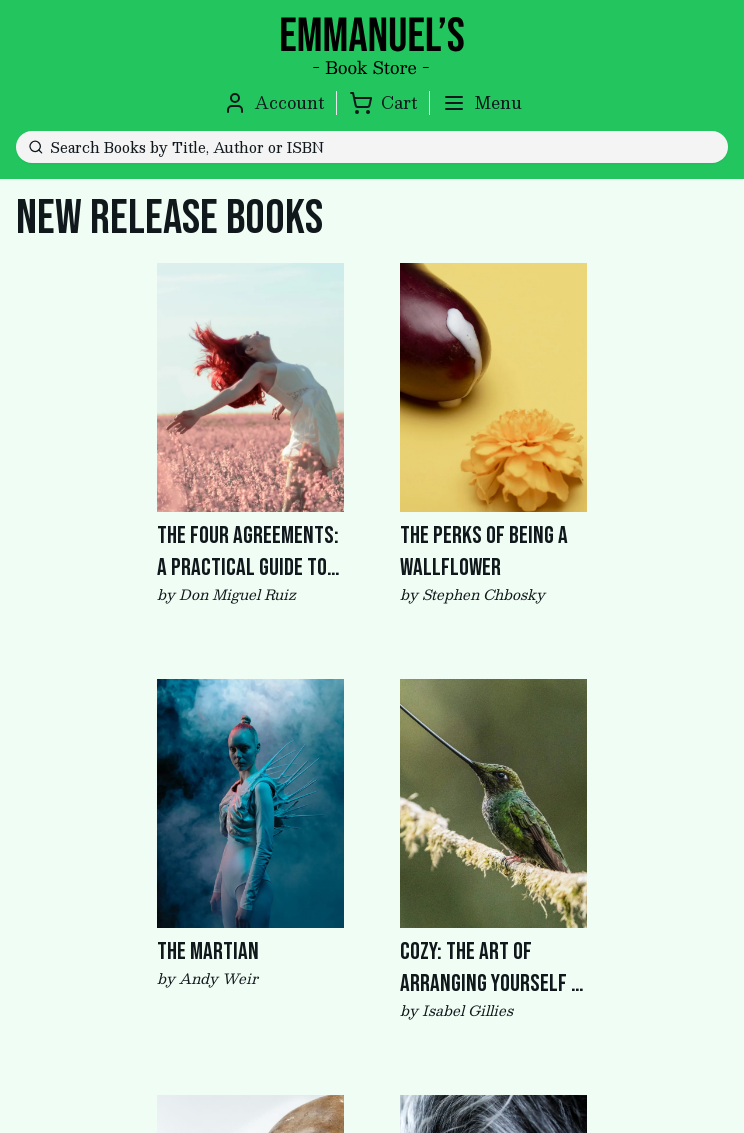 EMMANUEL'S
- Book Store -
Account
Cart
Menu
Search Books by Title, Author or ISBN
NEW RELEASE BOOKS
THE FOUR AGREEMENTS:
A PRACTICAL GUIDE TO...
by Don Miguel Ruiz
THE PERKS OF BEING A
WALLFLOWER
by Stephen Chbosky
THE MARTIAN
by Andy Weir
COZY: THE ART OF
ARRANGING YOURSELF ...
by Isabel Gillies